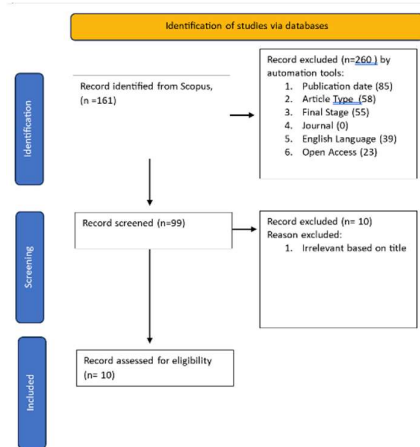 Identification of studies via databases
Identification
Record identified from Scopus,
(n =161)
Record excluded (n=260 ) by
automation tools:
1. Publication date (85)
2. Article Type (58)
3. Final Stage (55)
4. Journal (0)
5. English Language (39)
6. Open Access (23)
Screening
Record screened (n=99)
Record excluded (n= 10)
Reason excluded:
1. Irrelevant based on title
Included
Record assessed for eligibility
(n= 10)